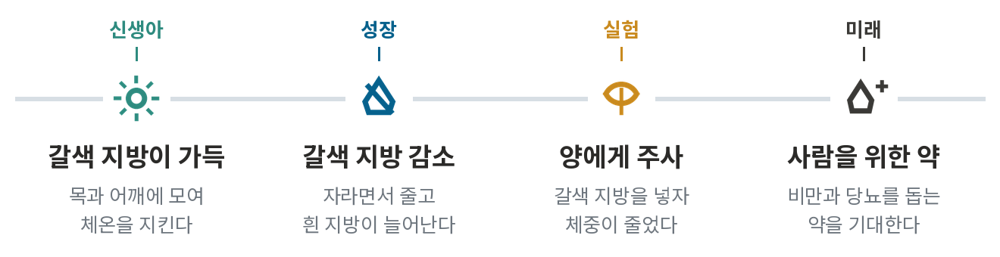 신생아
갈색 지방이 가득
목과 어깨에 모여
체온을 지킨다
성장
갈색 지방 감소
자라면서 줄고
흰 지방이 늘어난다
실험
양에게 주사
갈색 지방을 넣자
체중이 줄었다
미래
사람을 위한 약
비만과 당뇨를 돕는
약을 기대한다